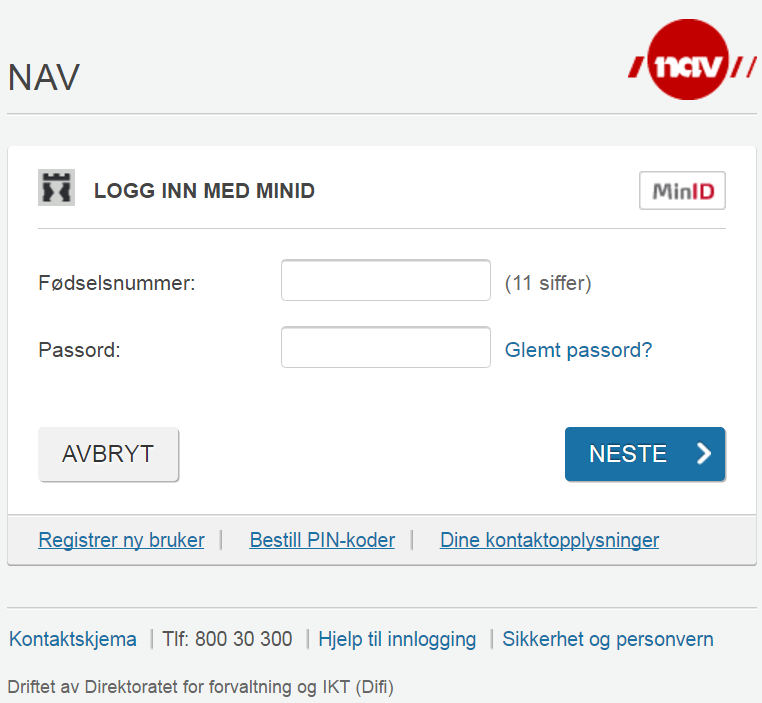 NAV
nav
LOGG INN MED MINID
MinID
Fødselsnummer:
(11 siffer)
Passord:
Glemt passord?
AVBRYT
NESTE
Registrer ny bruker | Bestill PIN-koder | Dine kontaktopplysninger
Kontaktskjema | Tlf: 800 30 300 | Hjelp til innlogging | Sikkerhet og personvern
Driftet av Direktoratet for forvaltning og IKT (Difi)